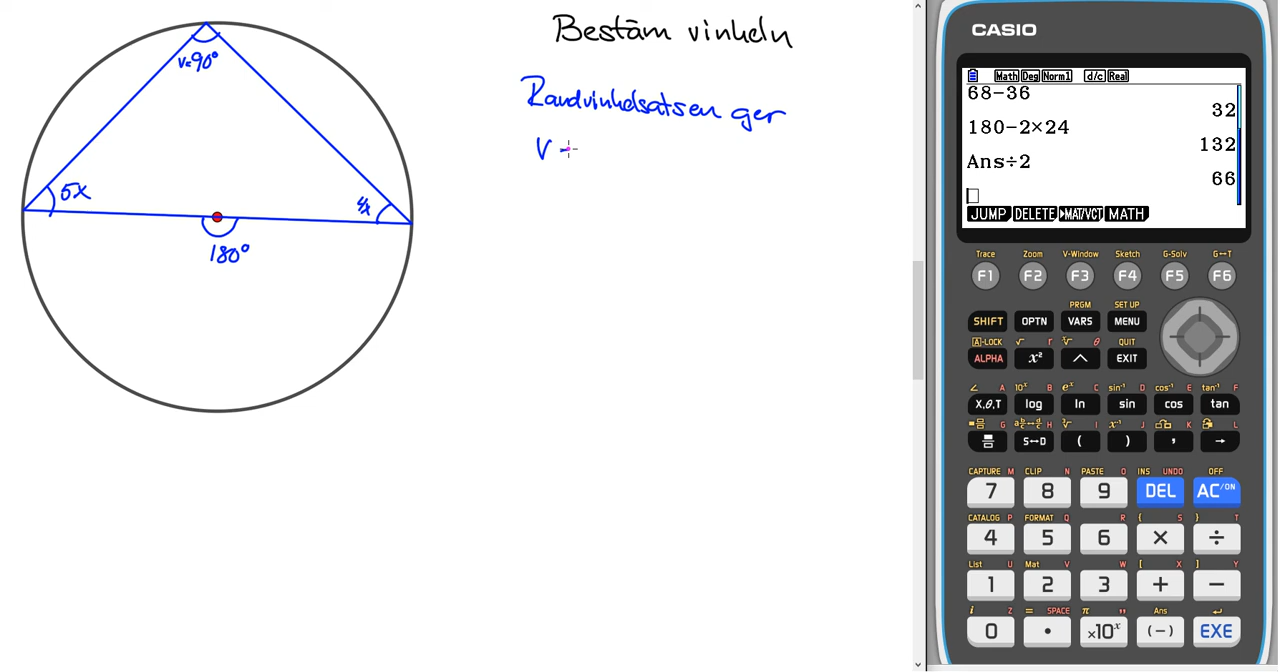 Bestäm vinkeln
Randvinkelsatsen ger
v =
v=90°
5x
4x
180°
CASIO
Math Deg Norm1 d/c Real
68-36
32
180-2×24
132
Ans÷2
66
JUMP DELETE ▶MAT/VCT MATH
Trace Zoom V-Window Sketch G-Solv G↔T
F1 F2 F3 F4 F5 F6
PRGM SET UP
SHIFT OPTN VARS MENU
A-LOCK √ r ∛ θ QUIT
ALPHA x² ^ EXIT
∠ A 10ˣ B eˣ C sin⁻¹ D cos⁻¹ E tan⁻¹ F
X,θ,T log ln sin cos tan
G H ∛ I x⁻¹ J K L
S↔D ( ) , →
CAPTURE M CLIP N PASTE O INS UNDO OFF
7 8 9 DEL AC/ON
CATALOG P FORMAT Q R { S } T
4 5 6 × ÷
List U Mat V W [ X ] Y
1 2 3 + −
i Z = SPACE π " Ans ↵
0 • ×10ˣ (−) EXE